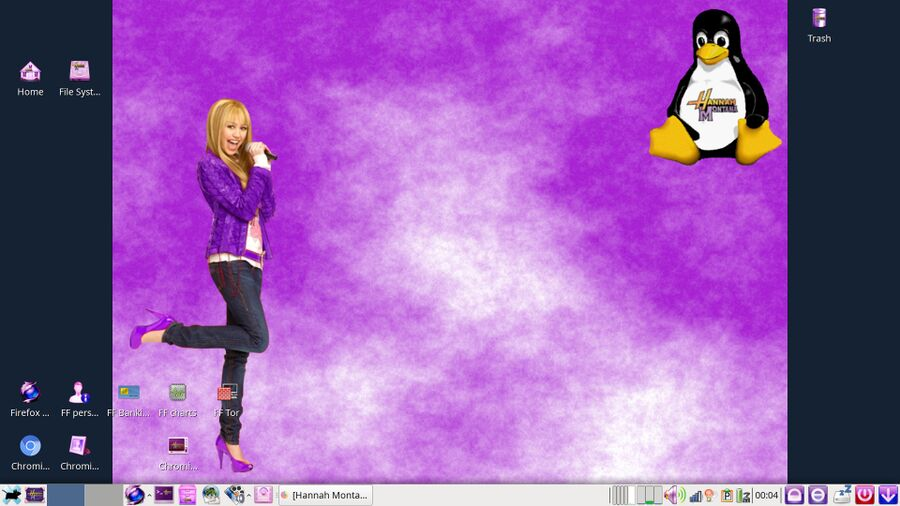 Trash
Home
File Syst...
HANNAH
MONTANA
Firefox ...
FF pers...
FF Banki...
FF charts
FF Tor
Chromi...
Chromi...
Chromi...
[Hannah Monta...
00:04